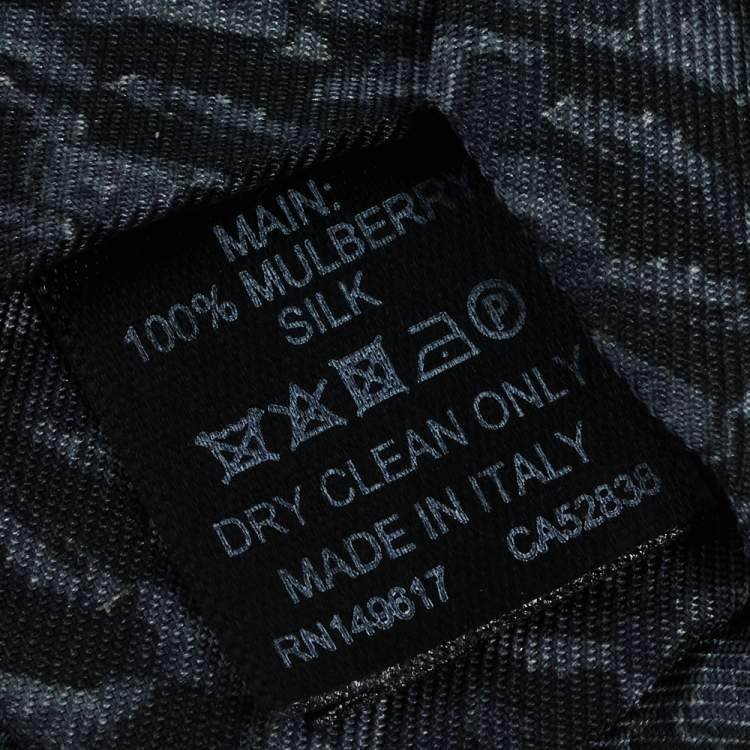 MAIN:
100% MULBERRY
SILK
P
DRY CLEAN ONLY
MADE IN ITALY
RN149617 CA52838